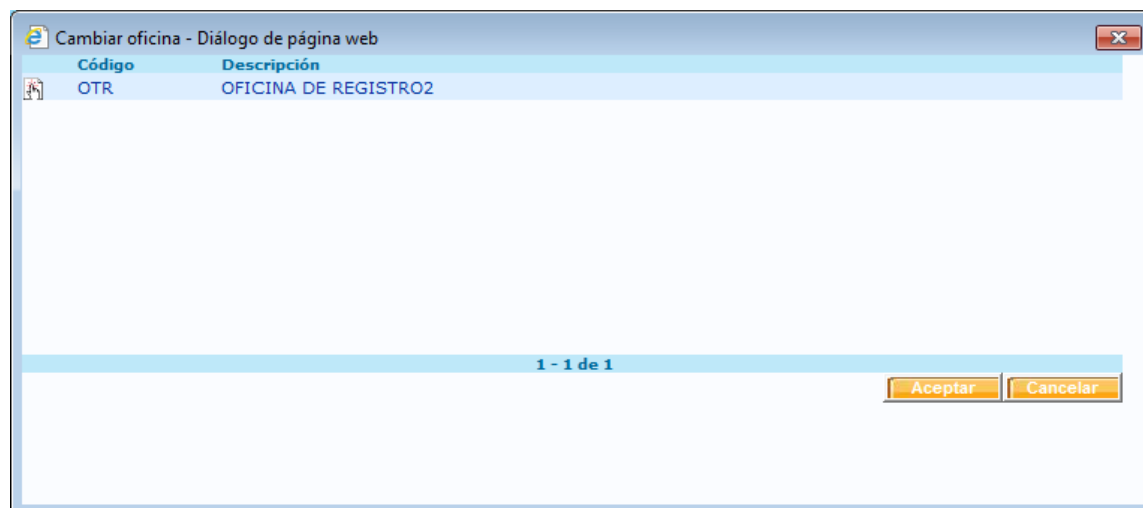 Cambiar oficina - Diálogo de página web
Código Descripción
OTR OFICINA DE REGISTRO2
1 - 1 de 1
Aceptar Cancelar